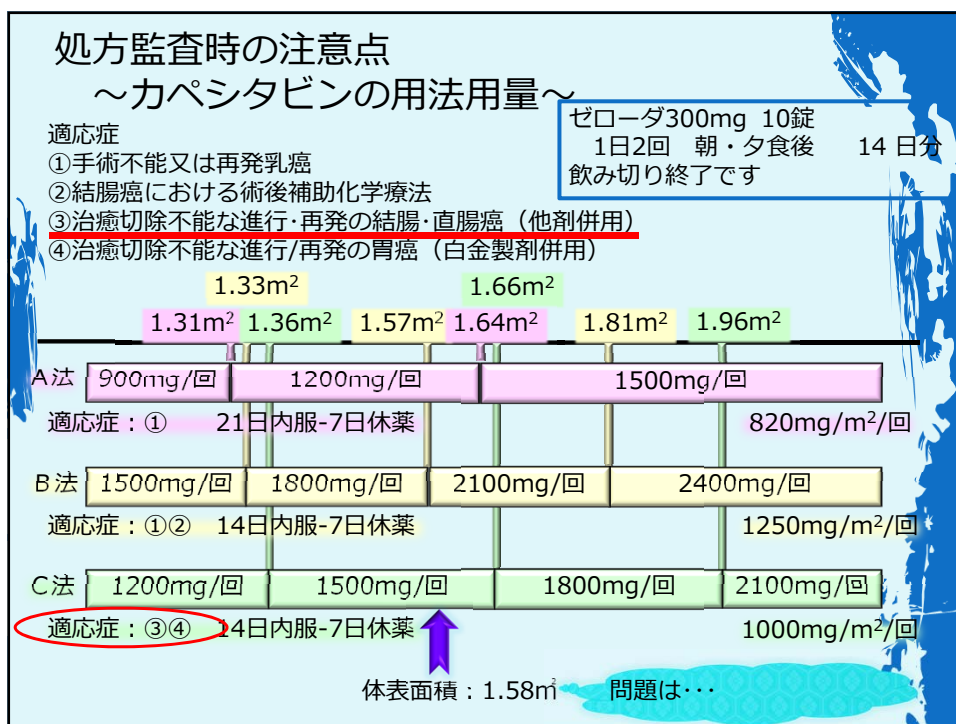 処方監査時の注意点
～カペシタビンの用法用量～
ゼローダ300mg 10錠
1日2回 朝・夕食後 14 日分
飲み切り終了です
適応症
①手術不能又は再発乳癌
②結腸癌における術後補助化学療法
③治癒切除不能な進行･再発の結腸･直腸癌（他剤併用）
④治癒切除不能な進行/再発の胃癌（白金製剤併用）
1.33m² 1.66m²
1.31m² 1.36m² 1.57m² 1.64m² 1.81m² 1.96m²
A法 900mg/回 1200mg/回 1500mg/回
適応症：① 21日内服-7日休薬 820mg/m²/回
B法 1500mg/回 1800mg/回 2100mg/回 2400mg/回
適応症：①② 14日内服-7日休薬 1250mg/m²/回
C法 1200mg/回 1500mg/回 1800mg/回 2100mg/回
適応症：③④ 14日内服-7日休薬 1000mg/m²/回
体表面積：1.58㎡ 問題は･･･